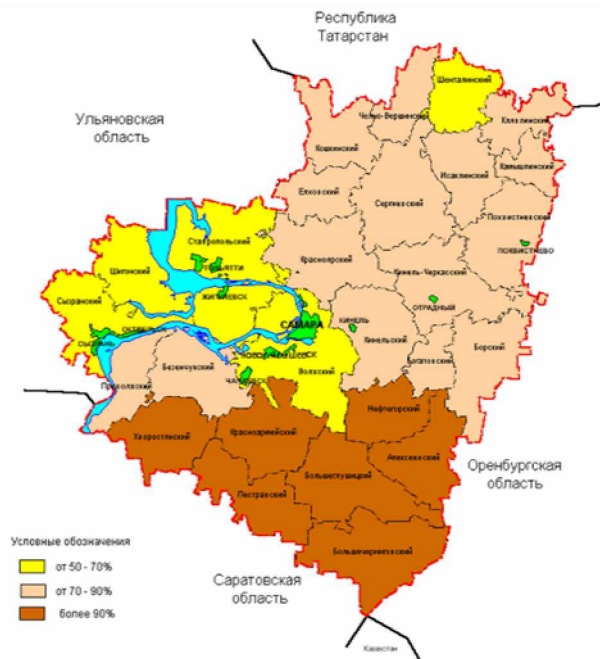 Республика
Татарстан
Ульяновская
область
Шенталинский
Челно-Вершинский
Клявлинский
Кошкинский
Исаклинский
Камышлинский
Елховский
Сергиевский
Похвистневский
ПОХВИСТНЕВО
Ставропольский
ТОЛЬЯТТИ
Красноярский
Кинель-Черкасский
Шигонский
ЖИГУЛЕВСК
Сызранский
ОТРАДНЫЙ
САМАРА
КИНЕЛЬ
Кинельский
Борский
Богатовский
СЫЗРАНЬ
Волжский
Безенчукский
Приволжский
Нефтегорский
Хворостянский
Красноармейский
Алексеевский
Большеглушицкий
Пестравский
Оренбургская
область
Большечерниговский
Условные обозначения
от 50 - 70%
от 70 - 90%
более 90%
Саратовская
область
Казахстан